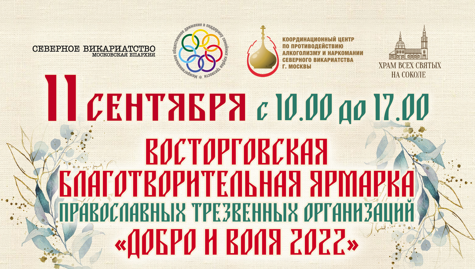 СЕВЕРНОЕ ВИКАРИАТСТВО
МОСКОВСКАЯ ЕПАРХИЯ
КООРДИНАЦИОННЫЙ ЦЕНТР
ПО ПРОТИВОДЕЙСТВИЮ
АЛКОГОЛИЗМУ И НАРКОМАНИИ
СЕВЕРНОГО ВИКАРИАТСТВА
Г. МОСКВЫ
ХРАМ ВСЕХ СВЯТЫХ
НА СОКОЛЕ
11 СЕНТЯБРЯ с 10.00 до 17.00
ВОСТОРГОВСКАЯ
БЛАГОТВОРИТЕЛЬНАЯ ЯРМАРКА
ПРАВОСЛАВНЫХ ТРЕЗВЕННЫХ ОРГАНИЗАЦИЙ
«ДОБРО И ВОЛЯ 2022»